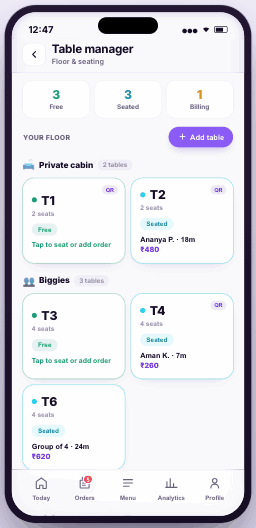 12:47
Table manager
Floor & seating
3
Free
3
Seated
1
Billing
YOUR FLOOR
+ Add table
Private cabin 2 tables
T1
QR
2 seats
Free
Tap to seat or add order
T2
QR
2 seats
Seated
Ananya P. · 18m
₹480
Biggies 3 tables
T3
4 seats
Free
Tap to seat or add order
T4
QR
4 seats
Seated
Aman K. · 7m
₹260
T6
4 seats
Seated
Group of 4 · 24m
₹620
1
Today Orders Menu Analytics Profile